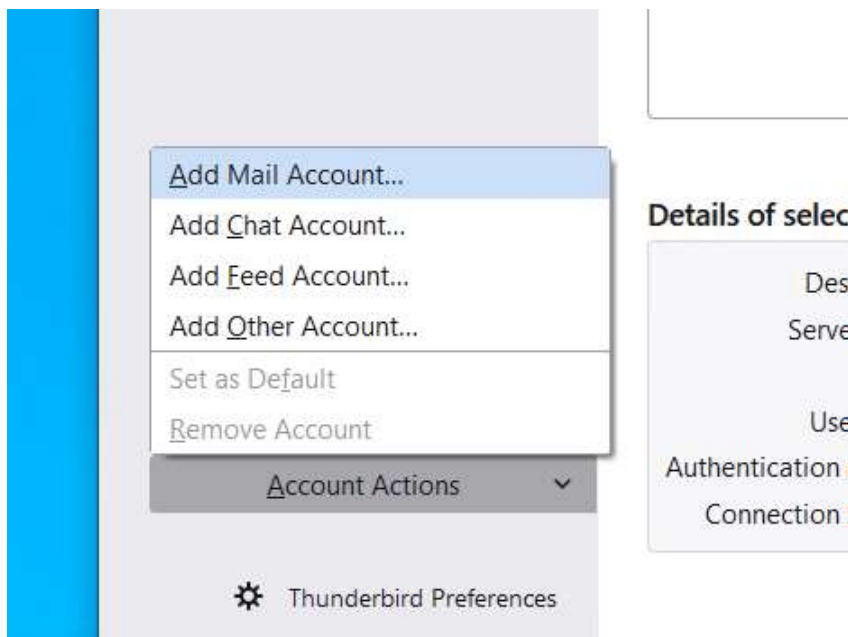 Add Mail Account...
Add Chat Account...
Add Feed Account...
Add Other Account...
Set as Default
Remove Account
Account Actions
Thunderbird Preferences
Details of selec
Des
Serve
Use
Authentication
Connection